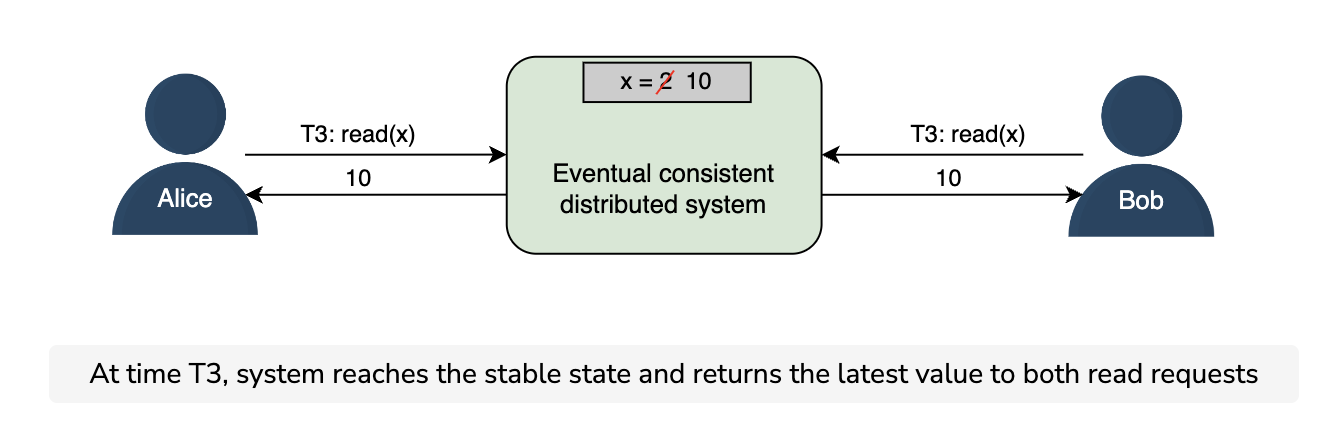 x = 2 10
T3: read(x)
T3: read(x)
10
10
Alice
Eventual consistent
distributed system
Bob
At time T3, system reaches the stable state and returns the latest value to both read requests